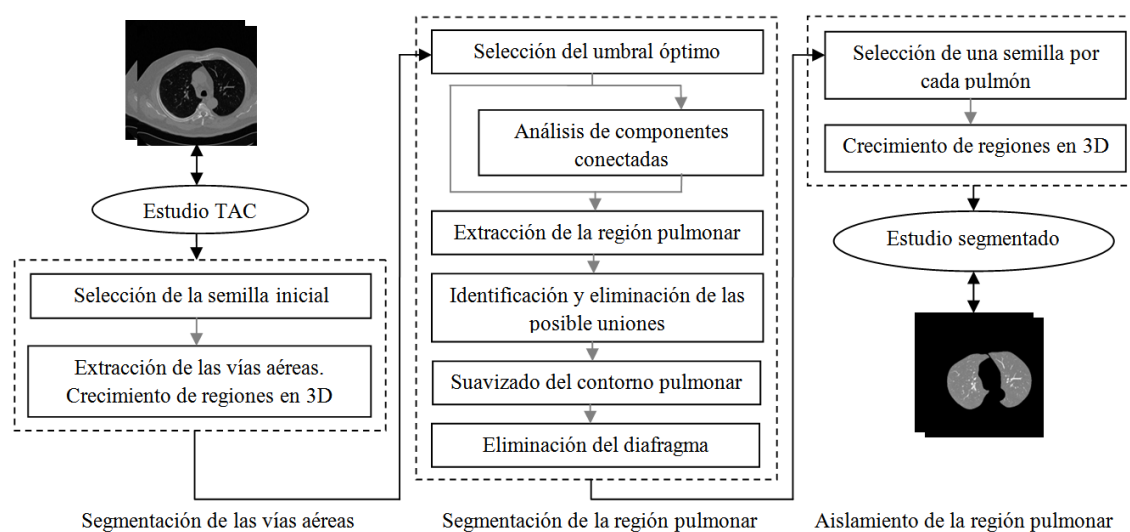 Estudio TAC
Selección de la semilla inicial
Extracción de las vías aéreas.
Crecimiento de regiones en 3D
Segmentación de las vías aéreas
Selección del umbral óptimo
Análisis de componentes
conectadas
Extracción de la región pulmonar
Identificación y eliminación de las
posible uniones
Suavizado del contorno pulmonar
Eliminación del diafragma
Segmentación de la región pulmonar
Selección de una semilla por
cada pulmón
Crecimiento de regiones en 3D
Estudio segmentado
Aislamiento de la región pulmonar